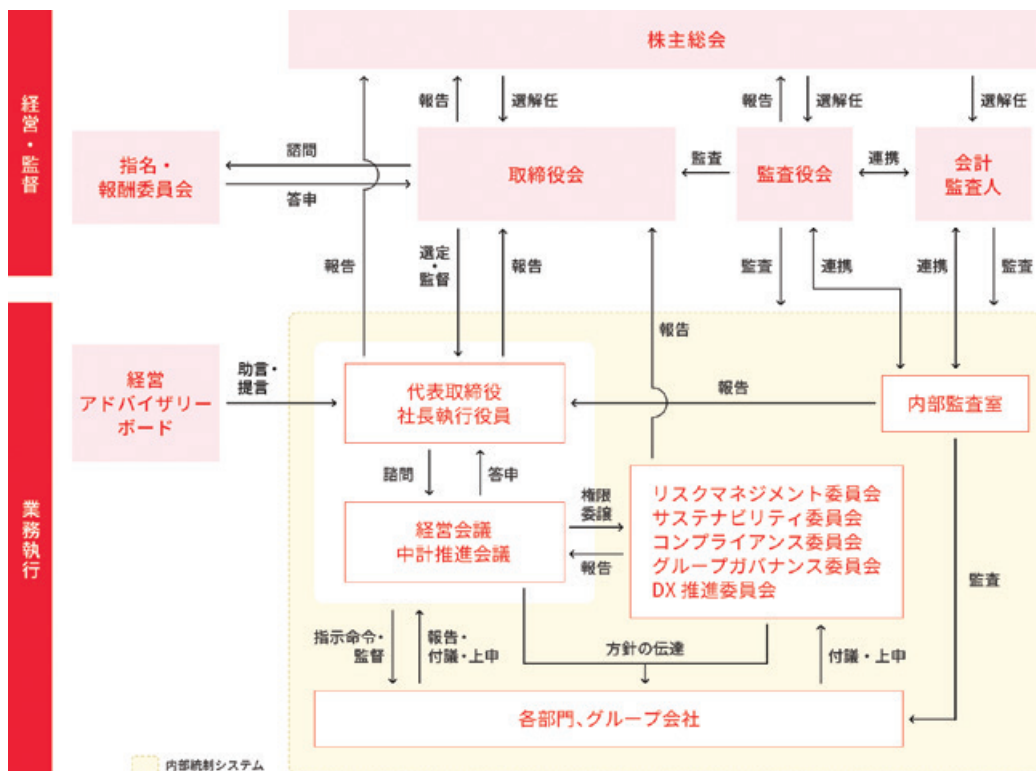 株主総会
経営・監督
報告
選解任
報告
選解任
選解任
指名・
報酬委員会
諮問
答申
取締役会
監査
監査役会
連携
会計
監査人
報告
選定・
監督
報告
監査
連携
連携
監査
報告
業務執行
経営
アドバイザリー
ボード
助言・
提言
代表取締役
社長執行役員
報告
内部監査室
諮問
答申
経営会議
中計推進会議
権限
委譲
報告
リスクマネジメント委員会
サステナビリティ委員会
コンプライアンス委員会
グループガバナンス委員会
DX 推進委員会
監査
指示命令・
監督
報告・
付議・上申
方針の伝達
付議・上申
各部門、グループ会社
内部統制システム